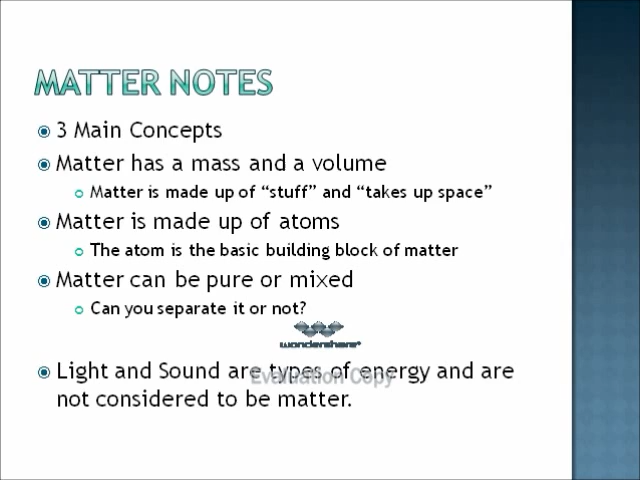 MATTER NOTES
3 Main Concepts
Matter has a mass and a volume
Matter is made up of “stuff” and “takes up space”
Matter is made up of atoms
The atom is the basic building block of matter
Matter can be pure or mixed
Can you separate it or not?
wondershare
Light and Sound are types of energy and are
Evaluation Copy
not considered to be matter.